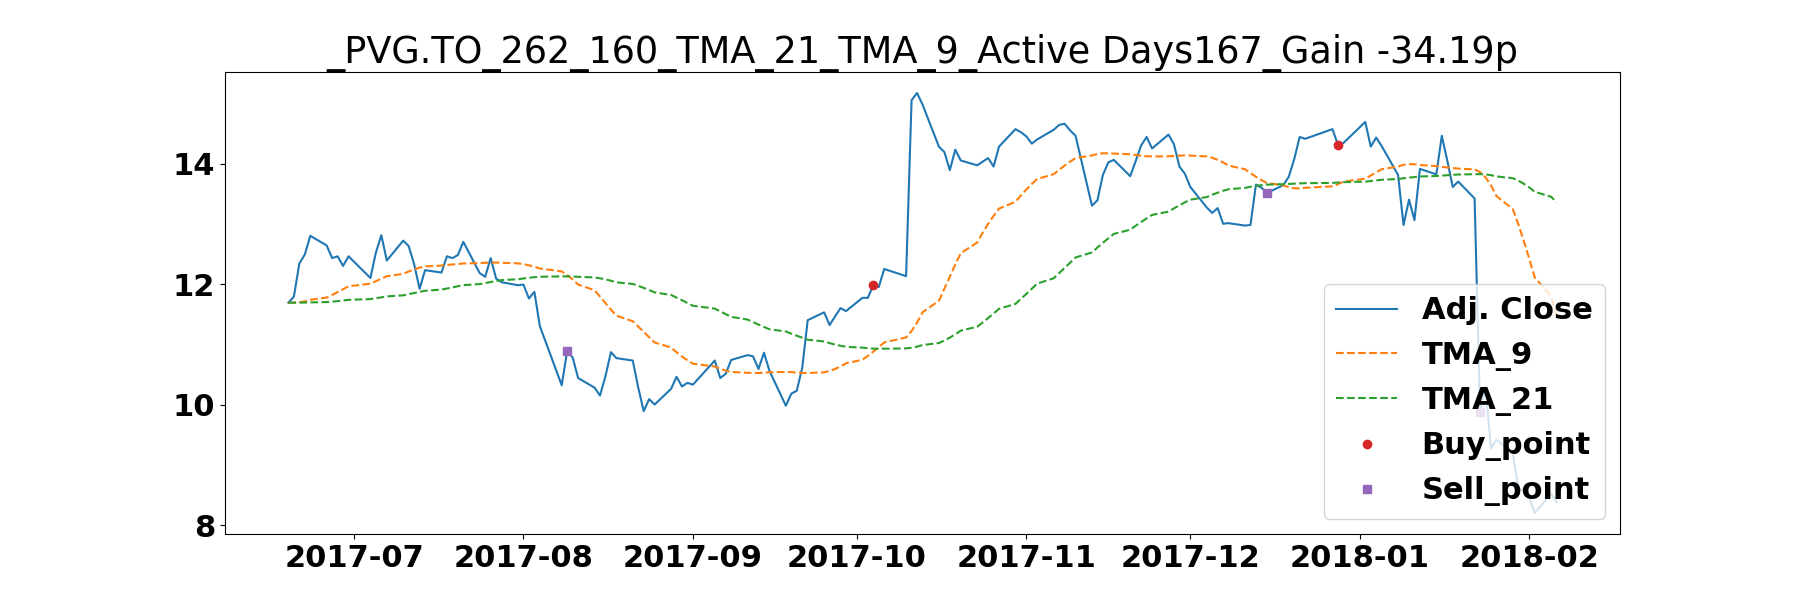 _PVG.TO_262_160_TMA_21_TMA_9_Active Days167_Gain -34.19p
14
12
10
8
Adj. Close
TMA_9
TMA_21
Buy_point
Sell_point
2017-07 2017-08 2017-09 2017-10 2017-11 2017-12 2018-01 2018-02